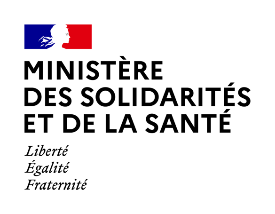 MINISTÈRE
DES SOLIDARITÉS
ET DE LA SANTÉ
Liberté
Égalité
Fraternité